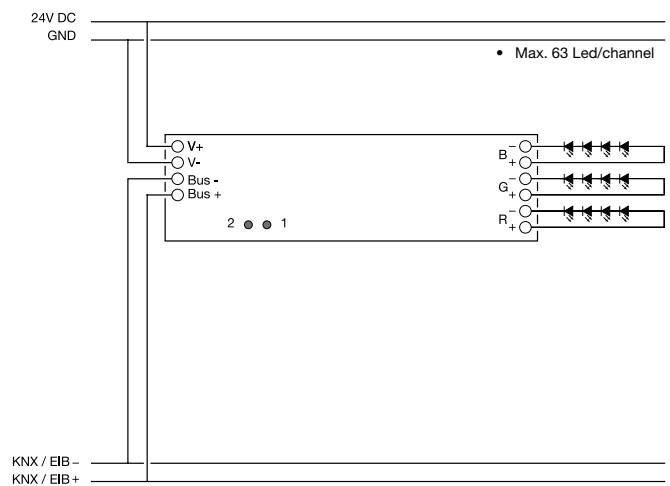 24V DC
GND
• Max. 63 Led/channel
V+
V-
Bus -
Bus +
B - +
G - +
R - +
2 1
KNX / EIB -
KNX / EIB +